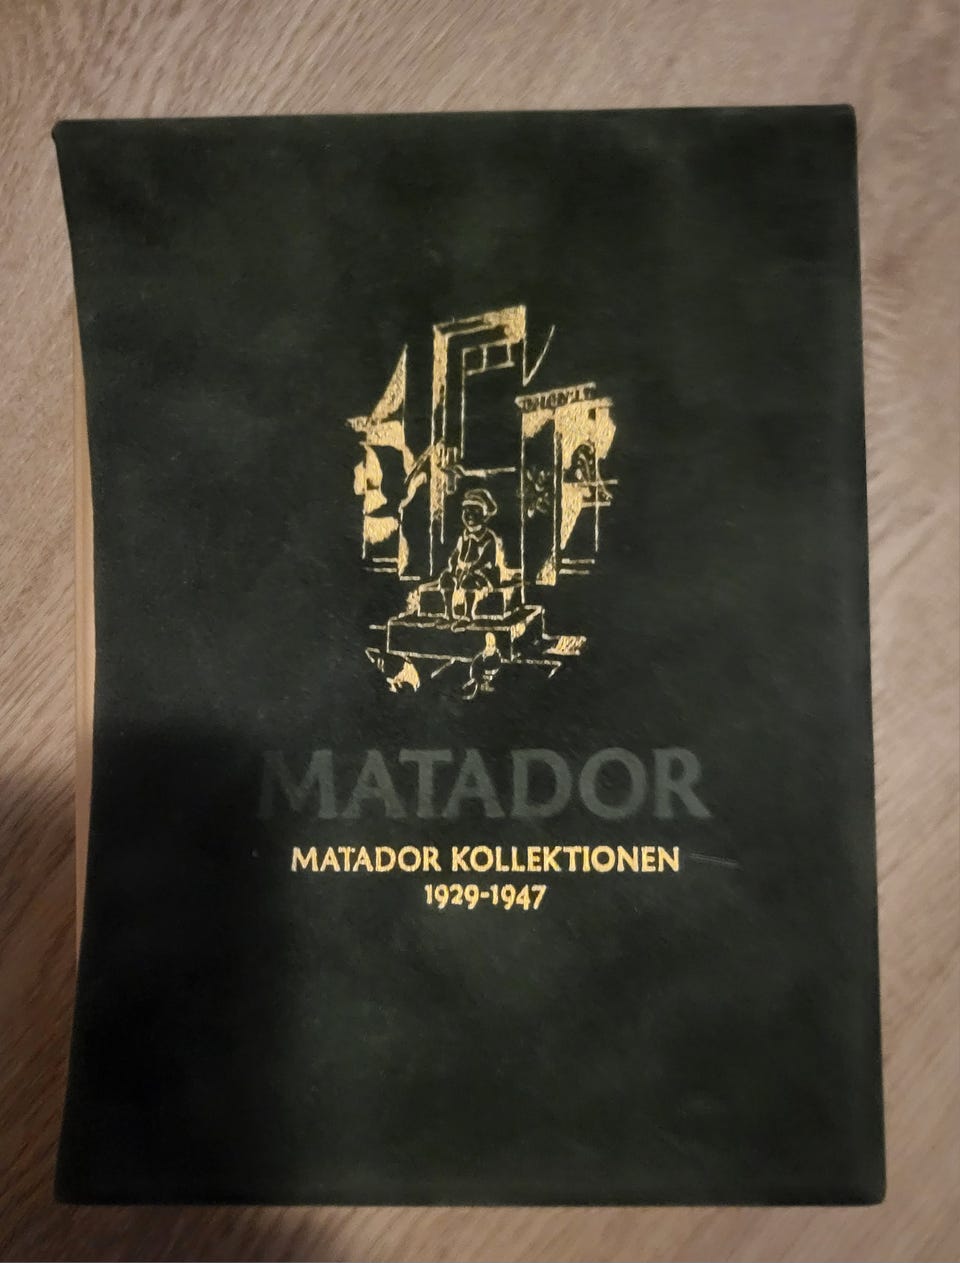 MATADOR
MATADOR KOLLEKTIONEN
1929-1947